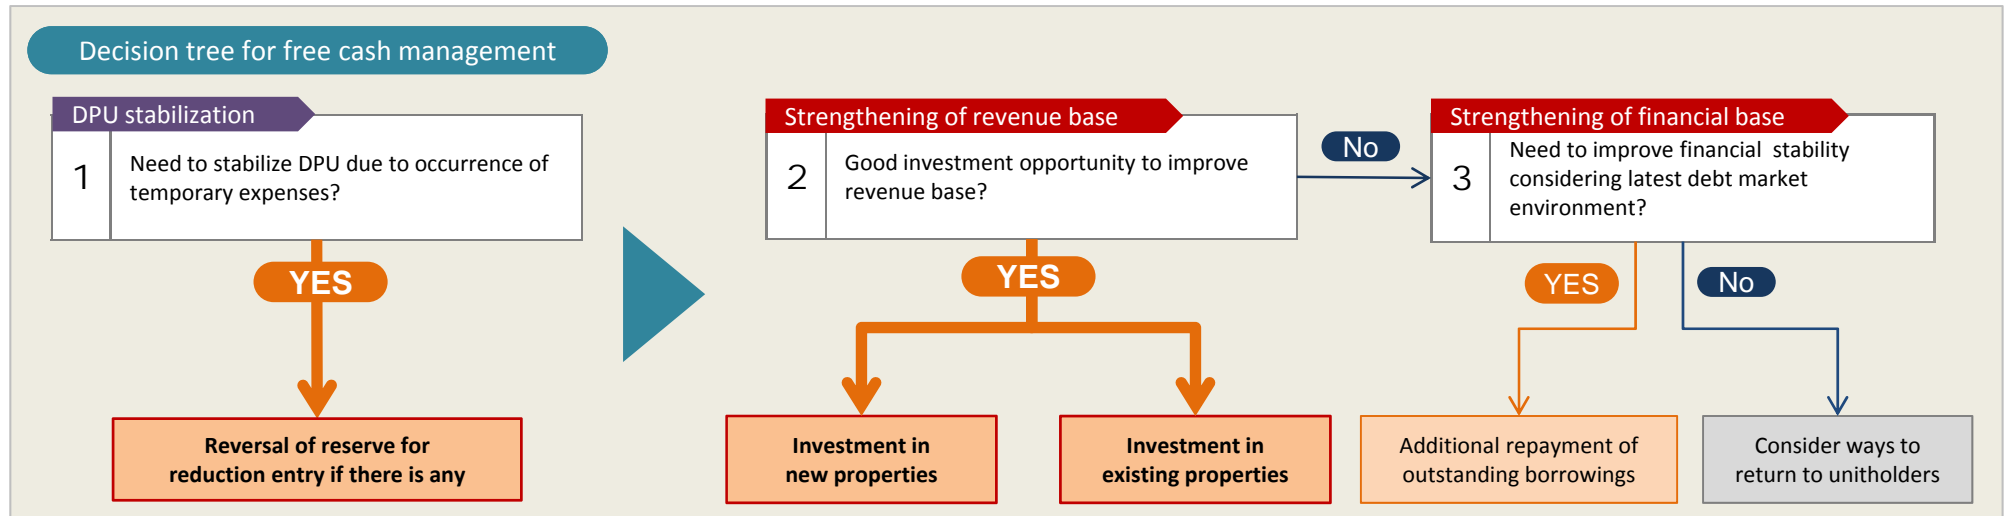 Decision tree for free cash management
DPU stabilization
1
Need to stabilize DPU due to occurrence of
temporary expenses?
YES
Reversal of reserve for
reduction entry if there is any
Strengthening of revenue base
2
Good investment opportunity to improve
revenue base?
No
YES
Investment in
new properties
Investment in
existing properties
Strengthening of financial base
3
Need to improve financial stability
considering latest debt market
environment?
YES
No
Additional repayment of
outstanding borrowings
Consider ways to
return to unitholders